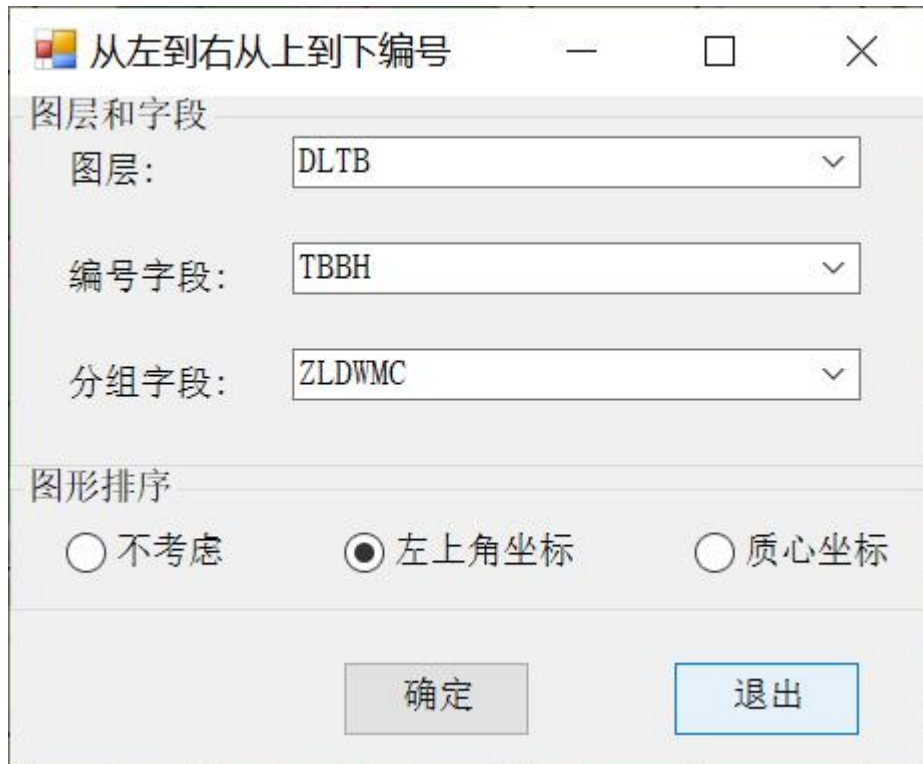 从左到右从上到下编号
图层和字段
图层: DLTB
编号字段: TBBH
分组字段: ZLDWMC
图形排序
不考虑 左上角坐标 质心坐标
确定 退出